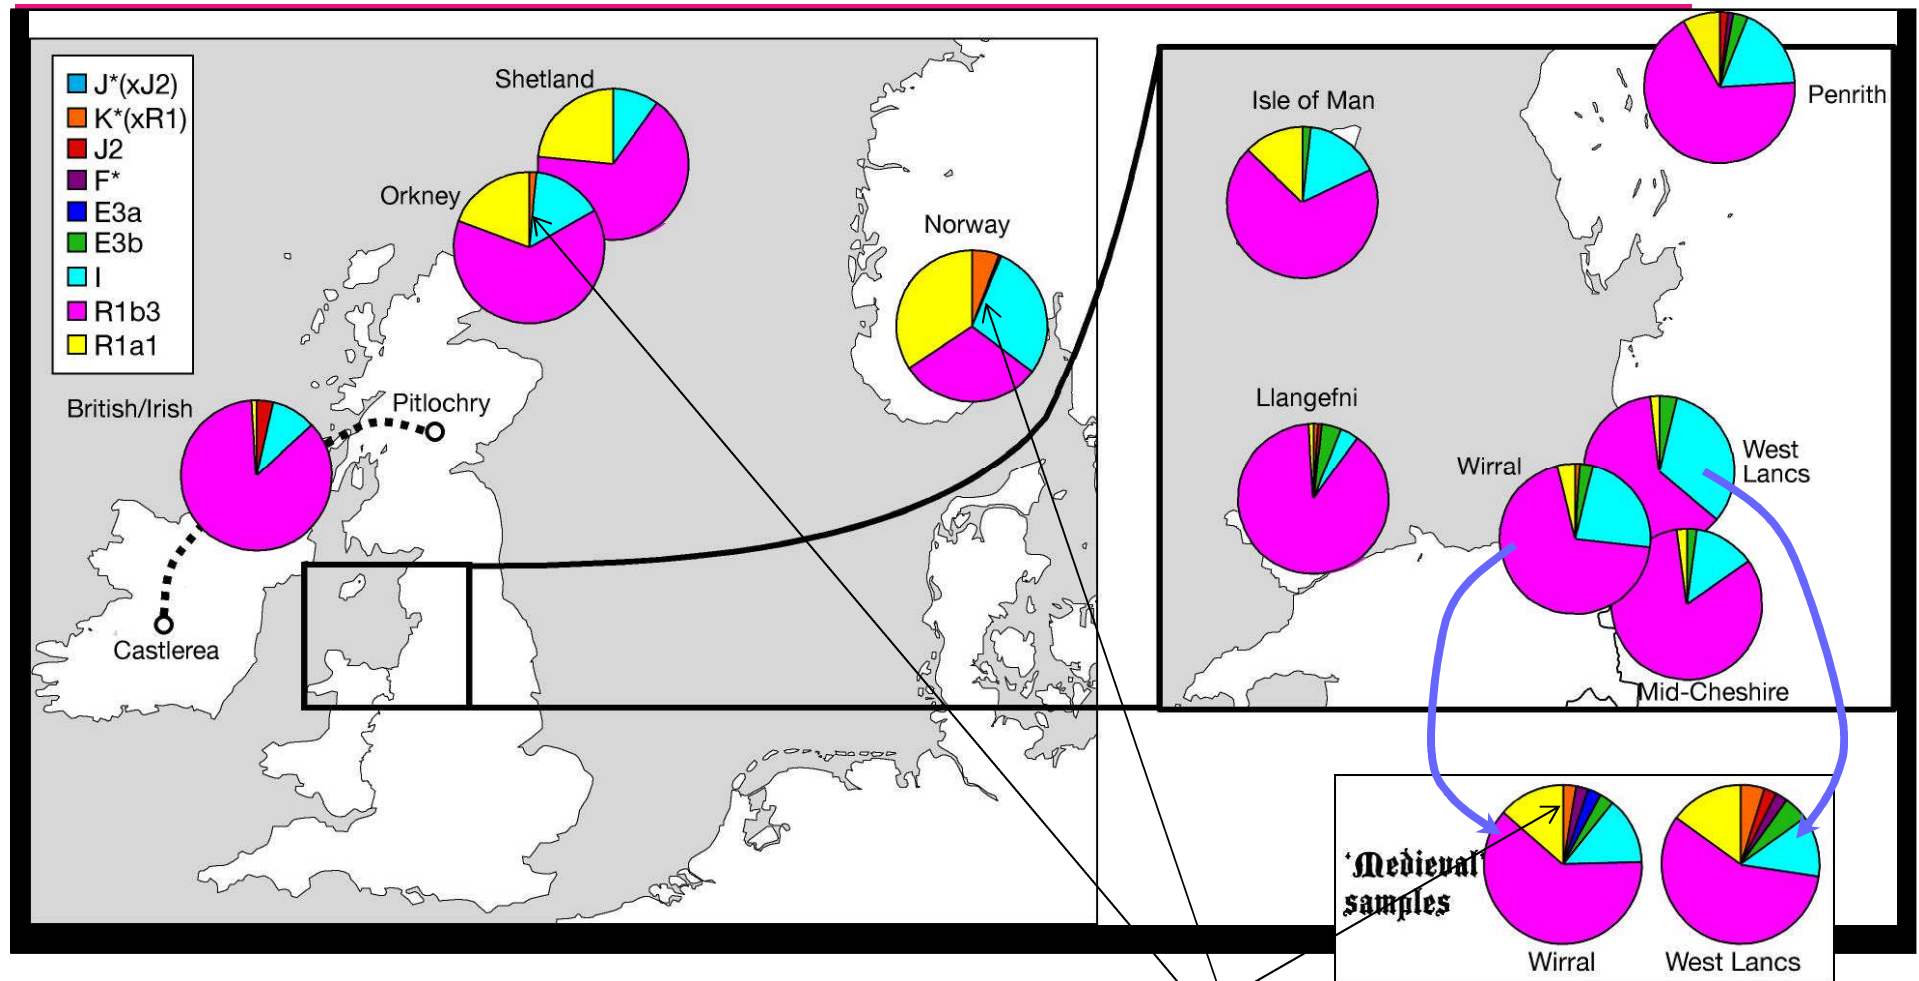 J*(xJ2)
K*(xR1)
J2
F*
E3a
E3b
I
R1b3
R1a1
Shetland
Orkney
Norway
British/Irish
Pitlochry
Castlerea
Isle of Man
Penrith
Llangefni
Wirral
West
Lancs
Mid-Cheshire
'Medieval'
samples
Wirral
West Lancs